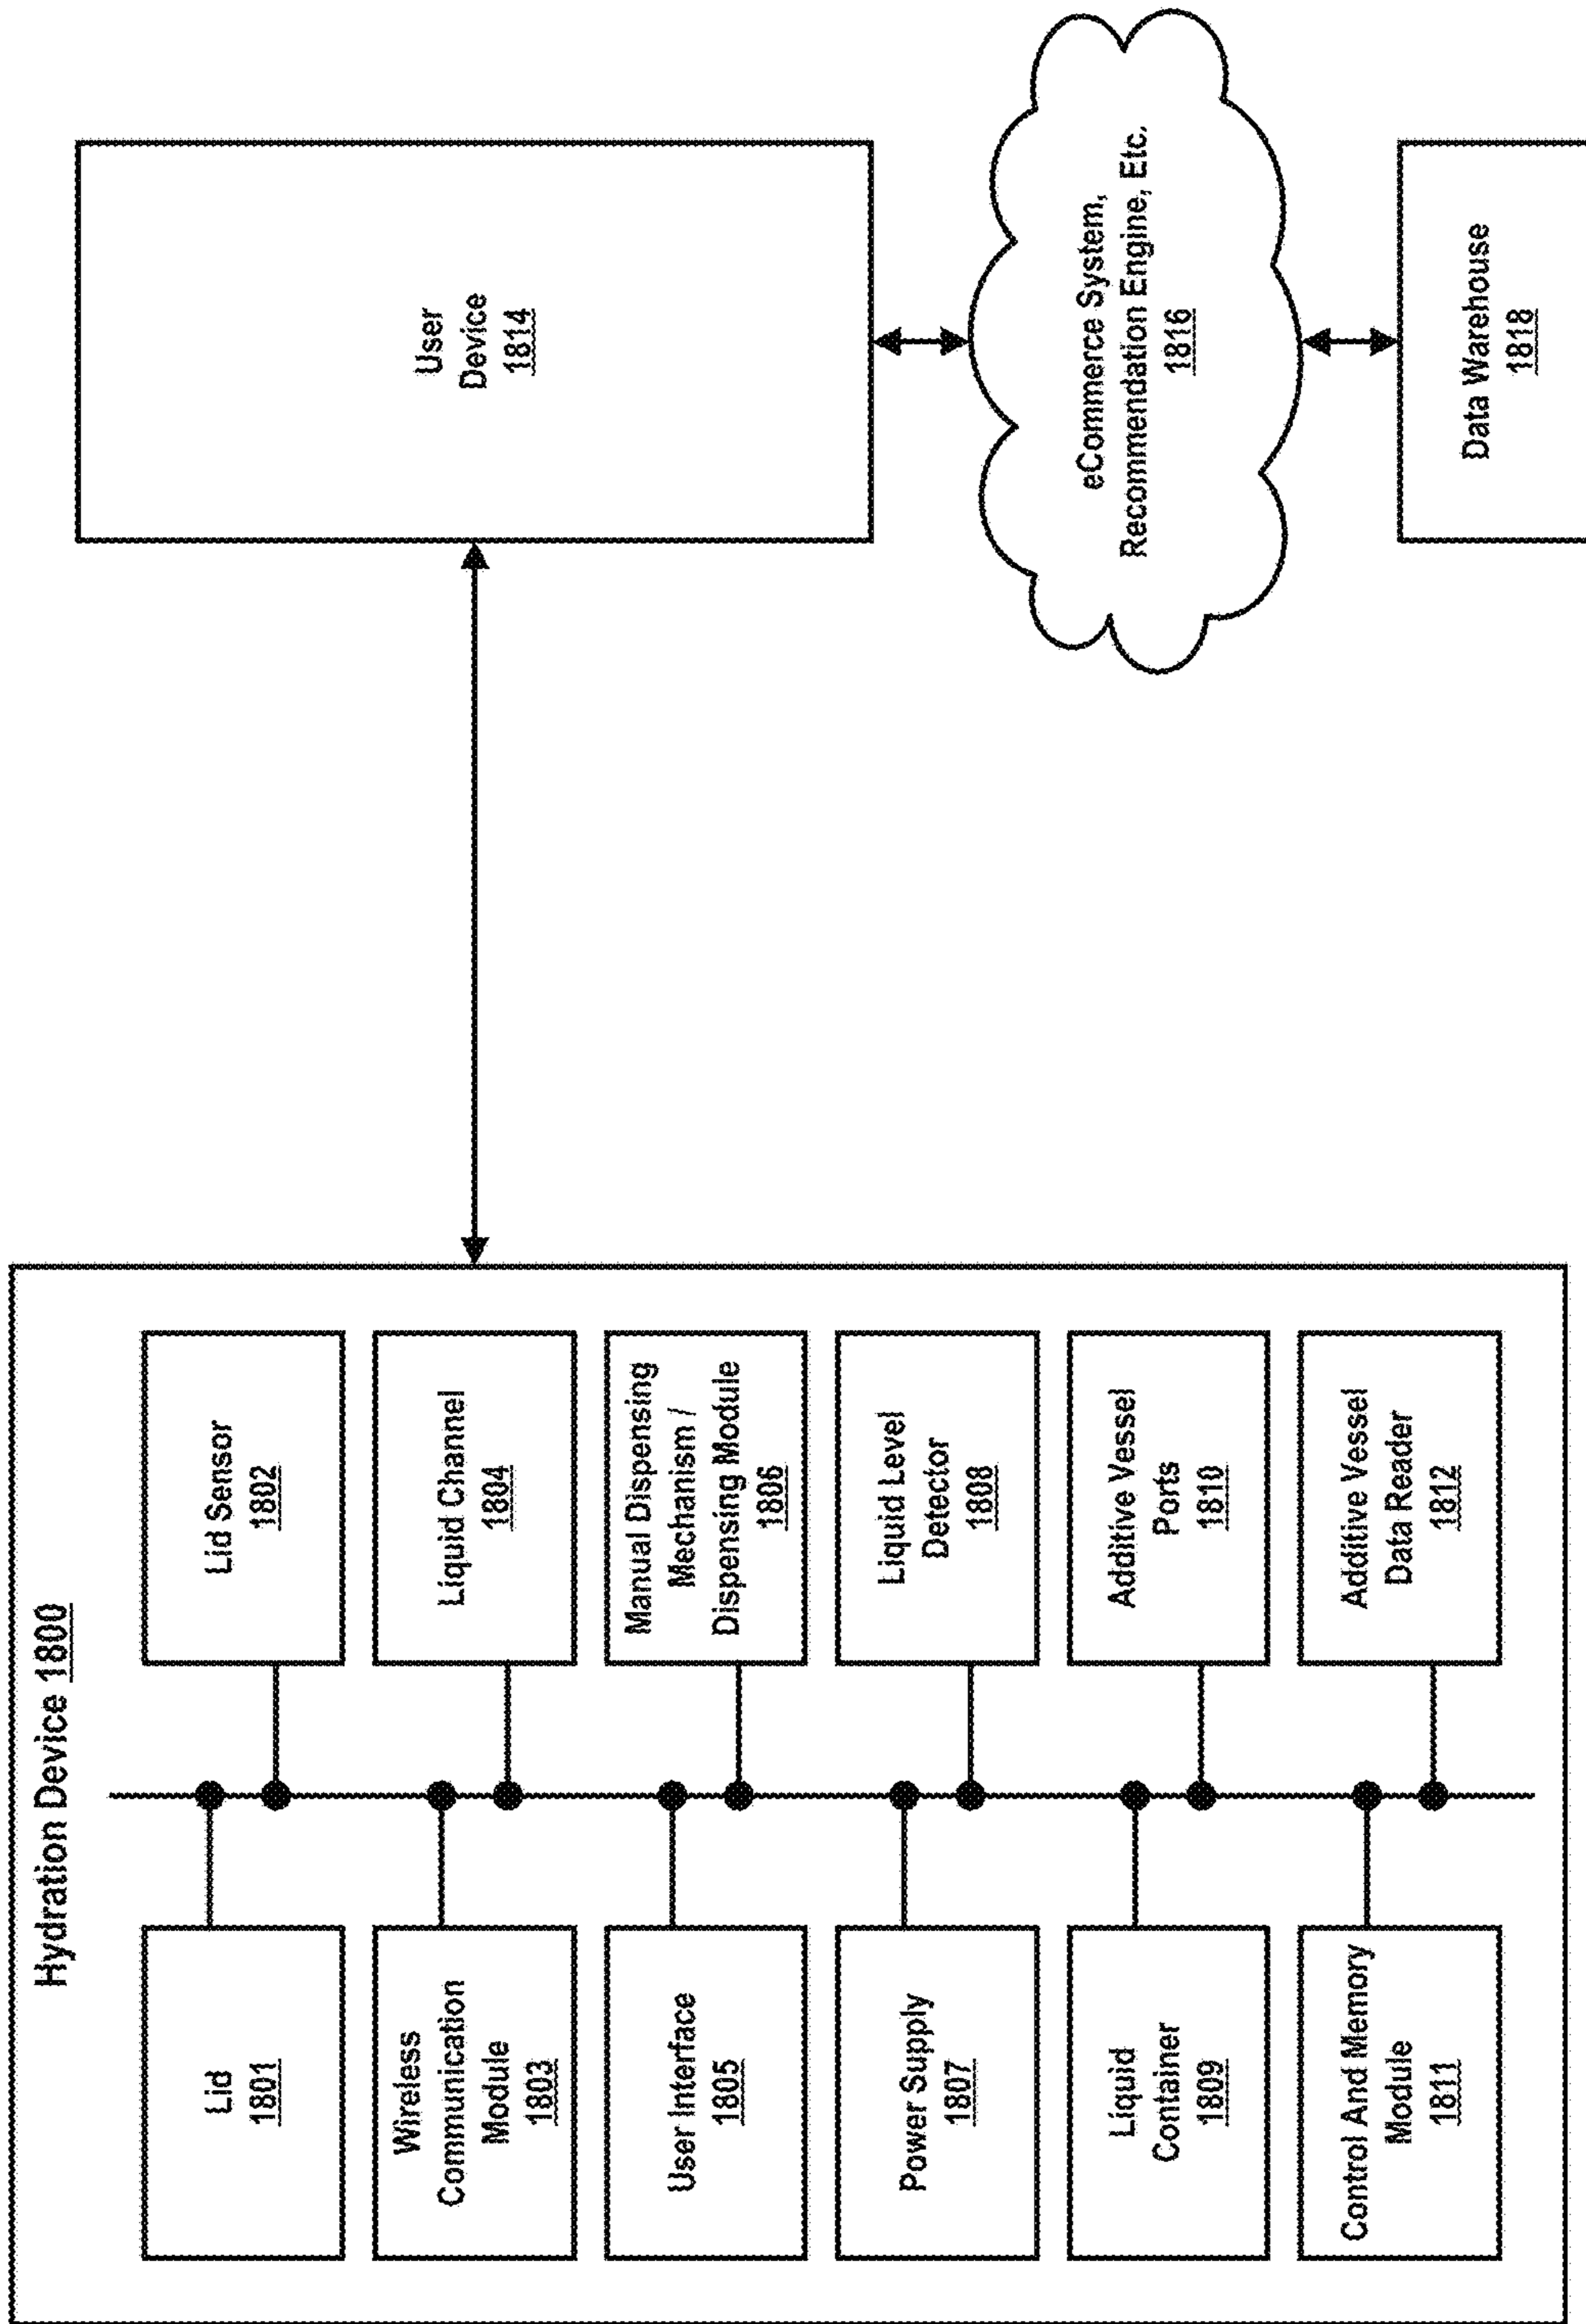 Hydration Device 1800
Lid
1801
Lid Sensor
1802
Wireless
Communication
Module
1803
Liquid Channel
1804
User Interface
1805
Manual Dispensing
Mechanism /
Dispensing Module
1806
Power Supply
1807
Liquid Level
Detector
1808
Liquid
Container
1809
Additive Vessel
Ports
1810
Control And Memory
Module
1811
Additive Vessel
Data Reader
1812
User
Device
1814
eCommerce System,
Recommendation Engine, Etc.
1816
Data Warehouse
1818